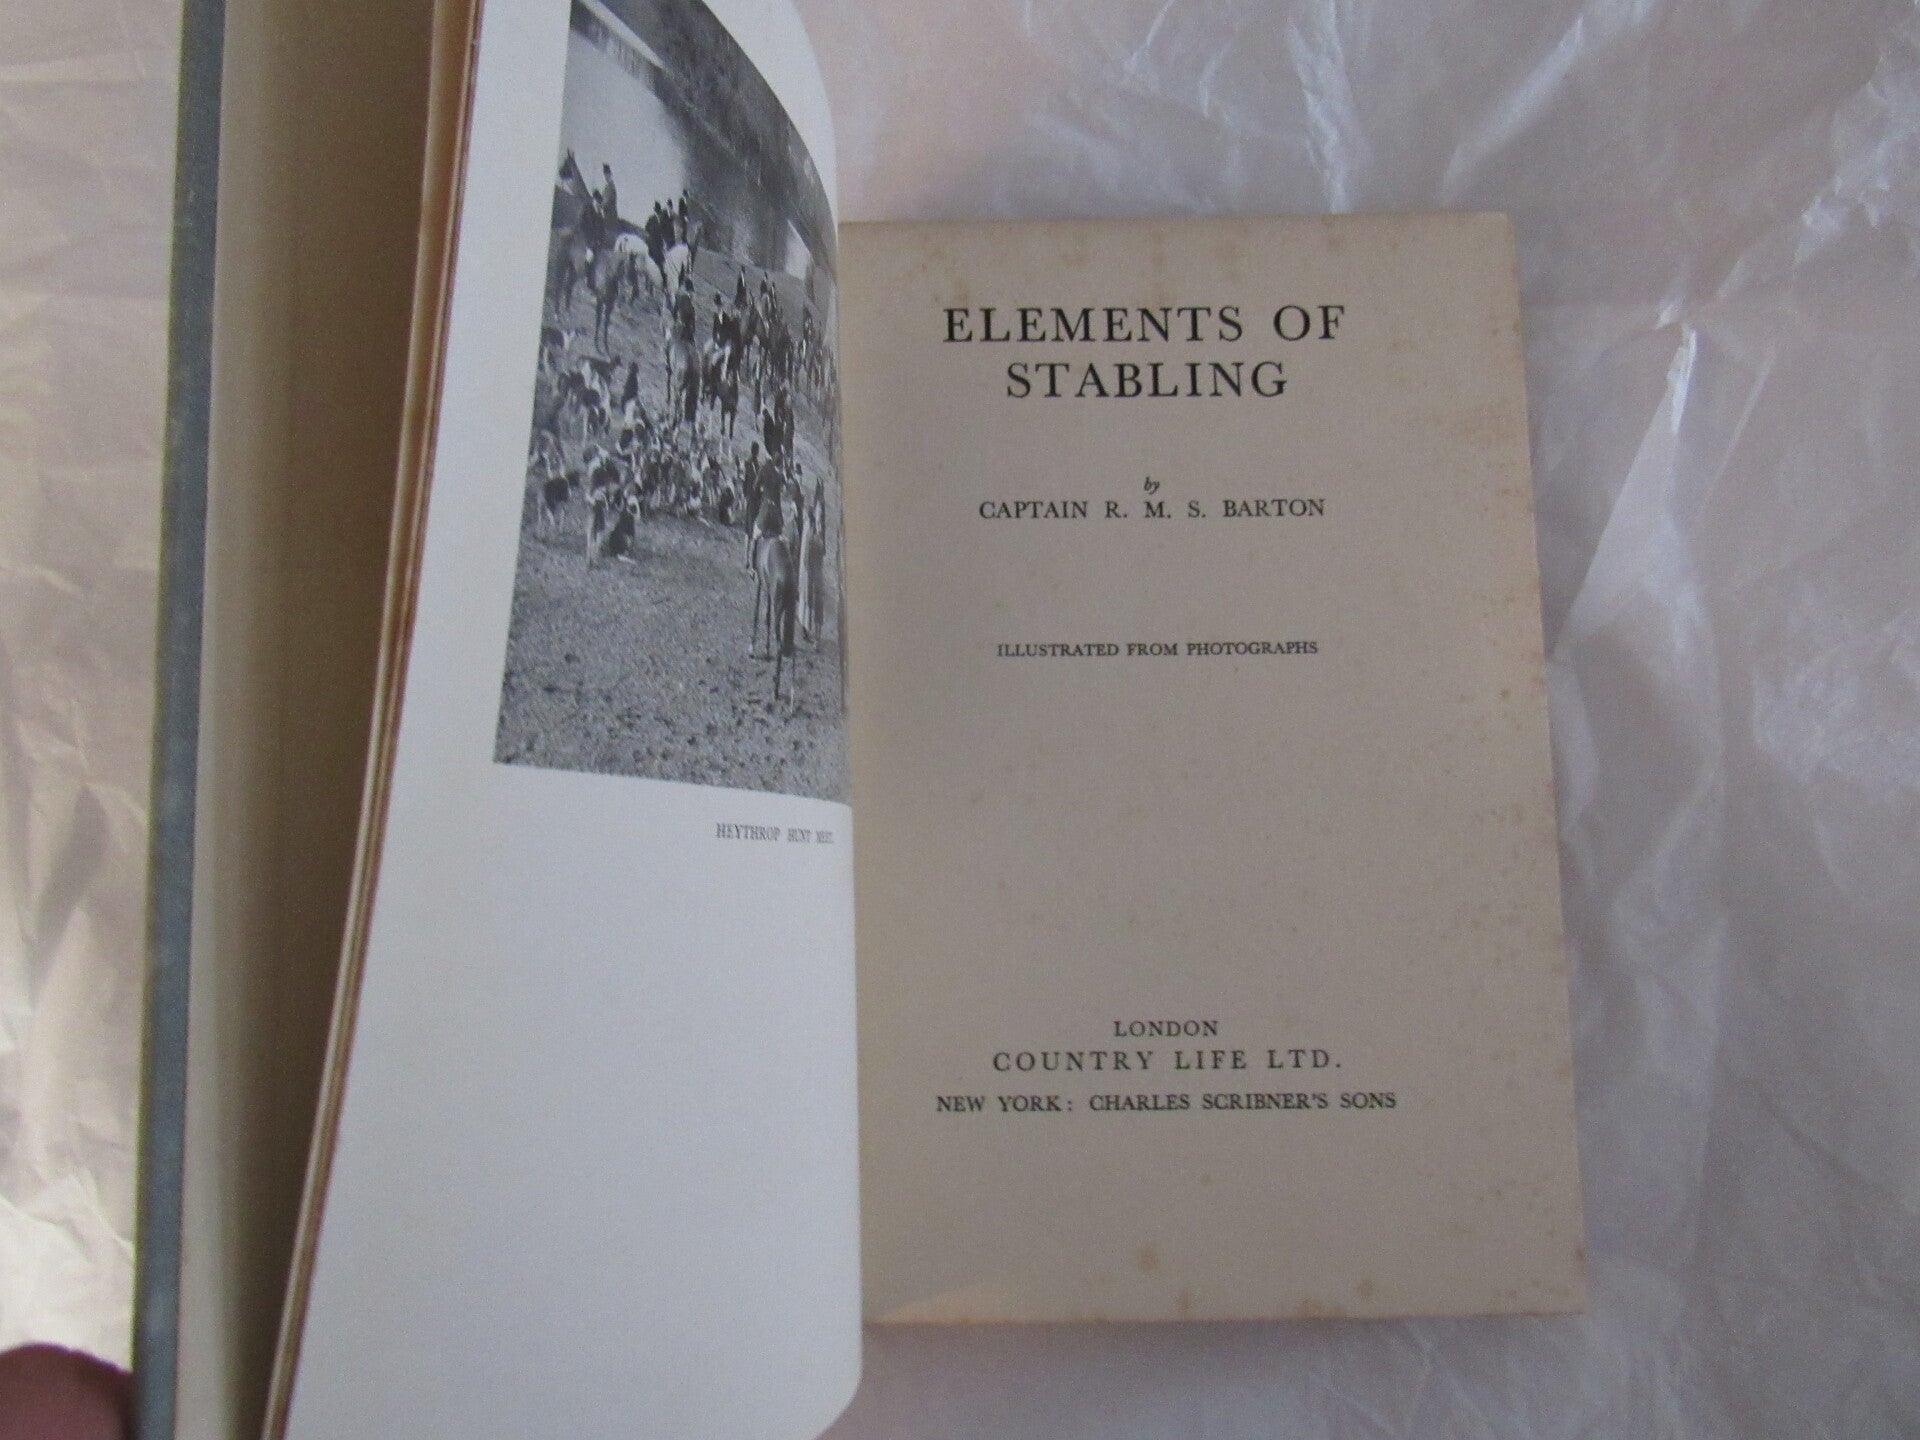 HEYTHROP HUNT MEET.
ELEMENTS OF
STABLING
by
CAPTAIN R. M. S. BARTON
ILLUSTRATED FROM PHOTOGRAPHS
LONDON
COUNTRY LIFE LTD.
NEW YORK: CHARLES SCRIBNER'S SONS